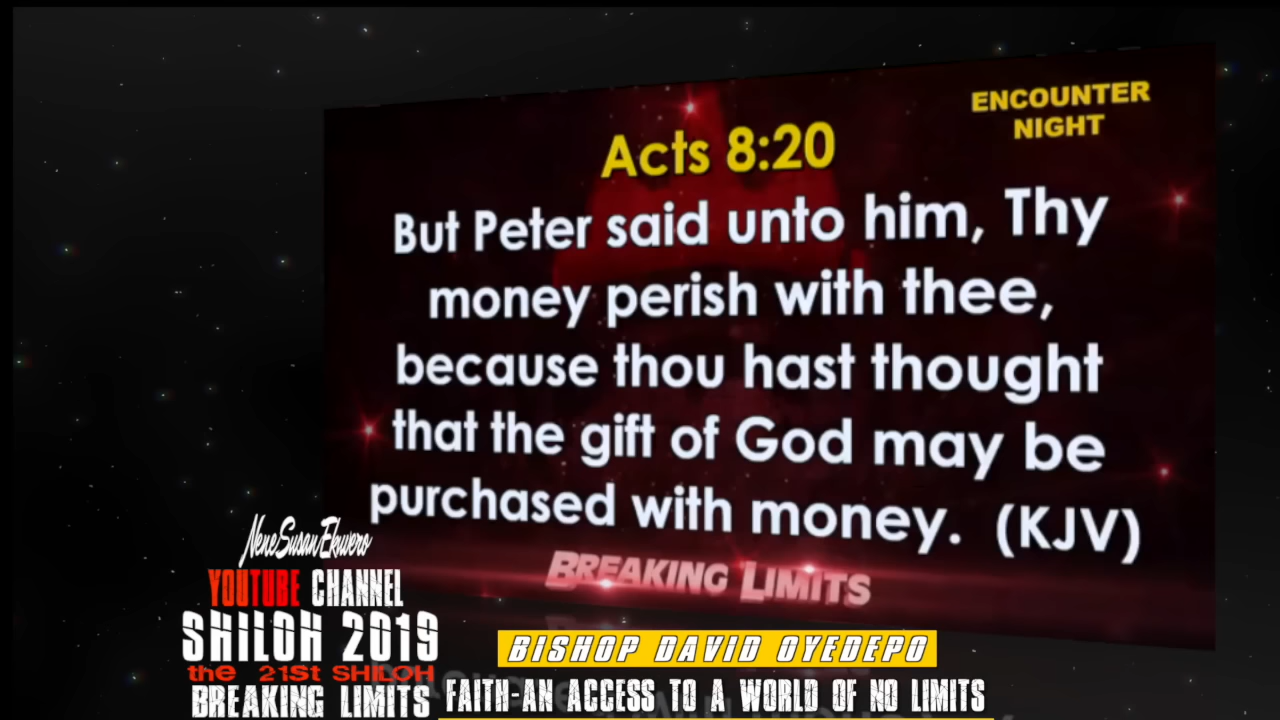 ENCOUNTER
NIGHT
Acts 8:20
But Peter said unto him, Thy
money perish with thee,
because thou hast thought
that the gift of God may be
purchased with money. (KJV)
BREAKING LIMITS
NeneSusanEkwero
YOUTUBE CHANNEL
SHILOH 2019
the 21st SHILOH
BREAKING LIMITS
BISHOP DAVID OYEDEPO
FAITH-AN ACCESS TO A WORLD OF NO LIMITS